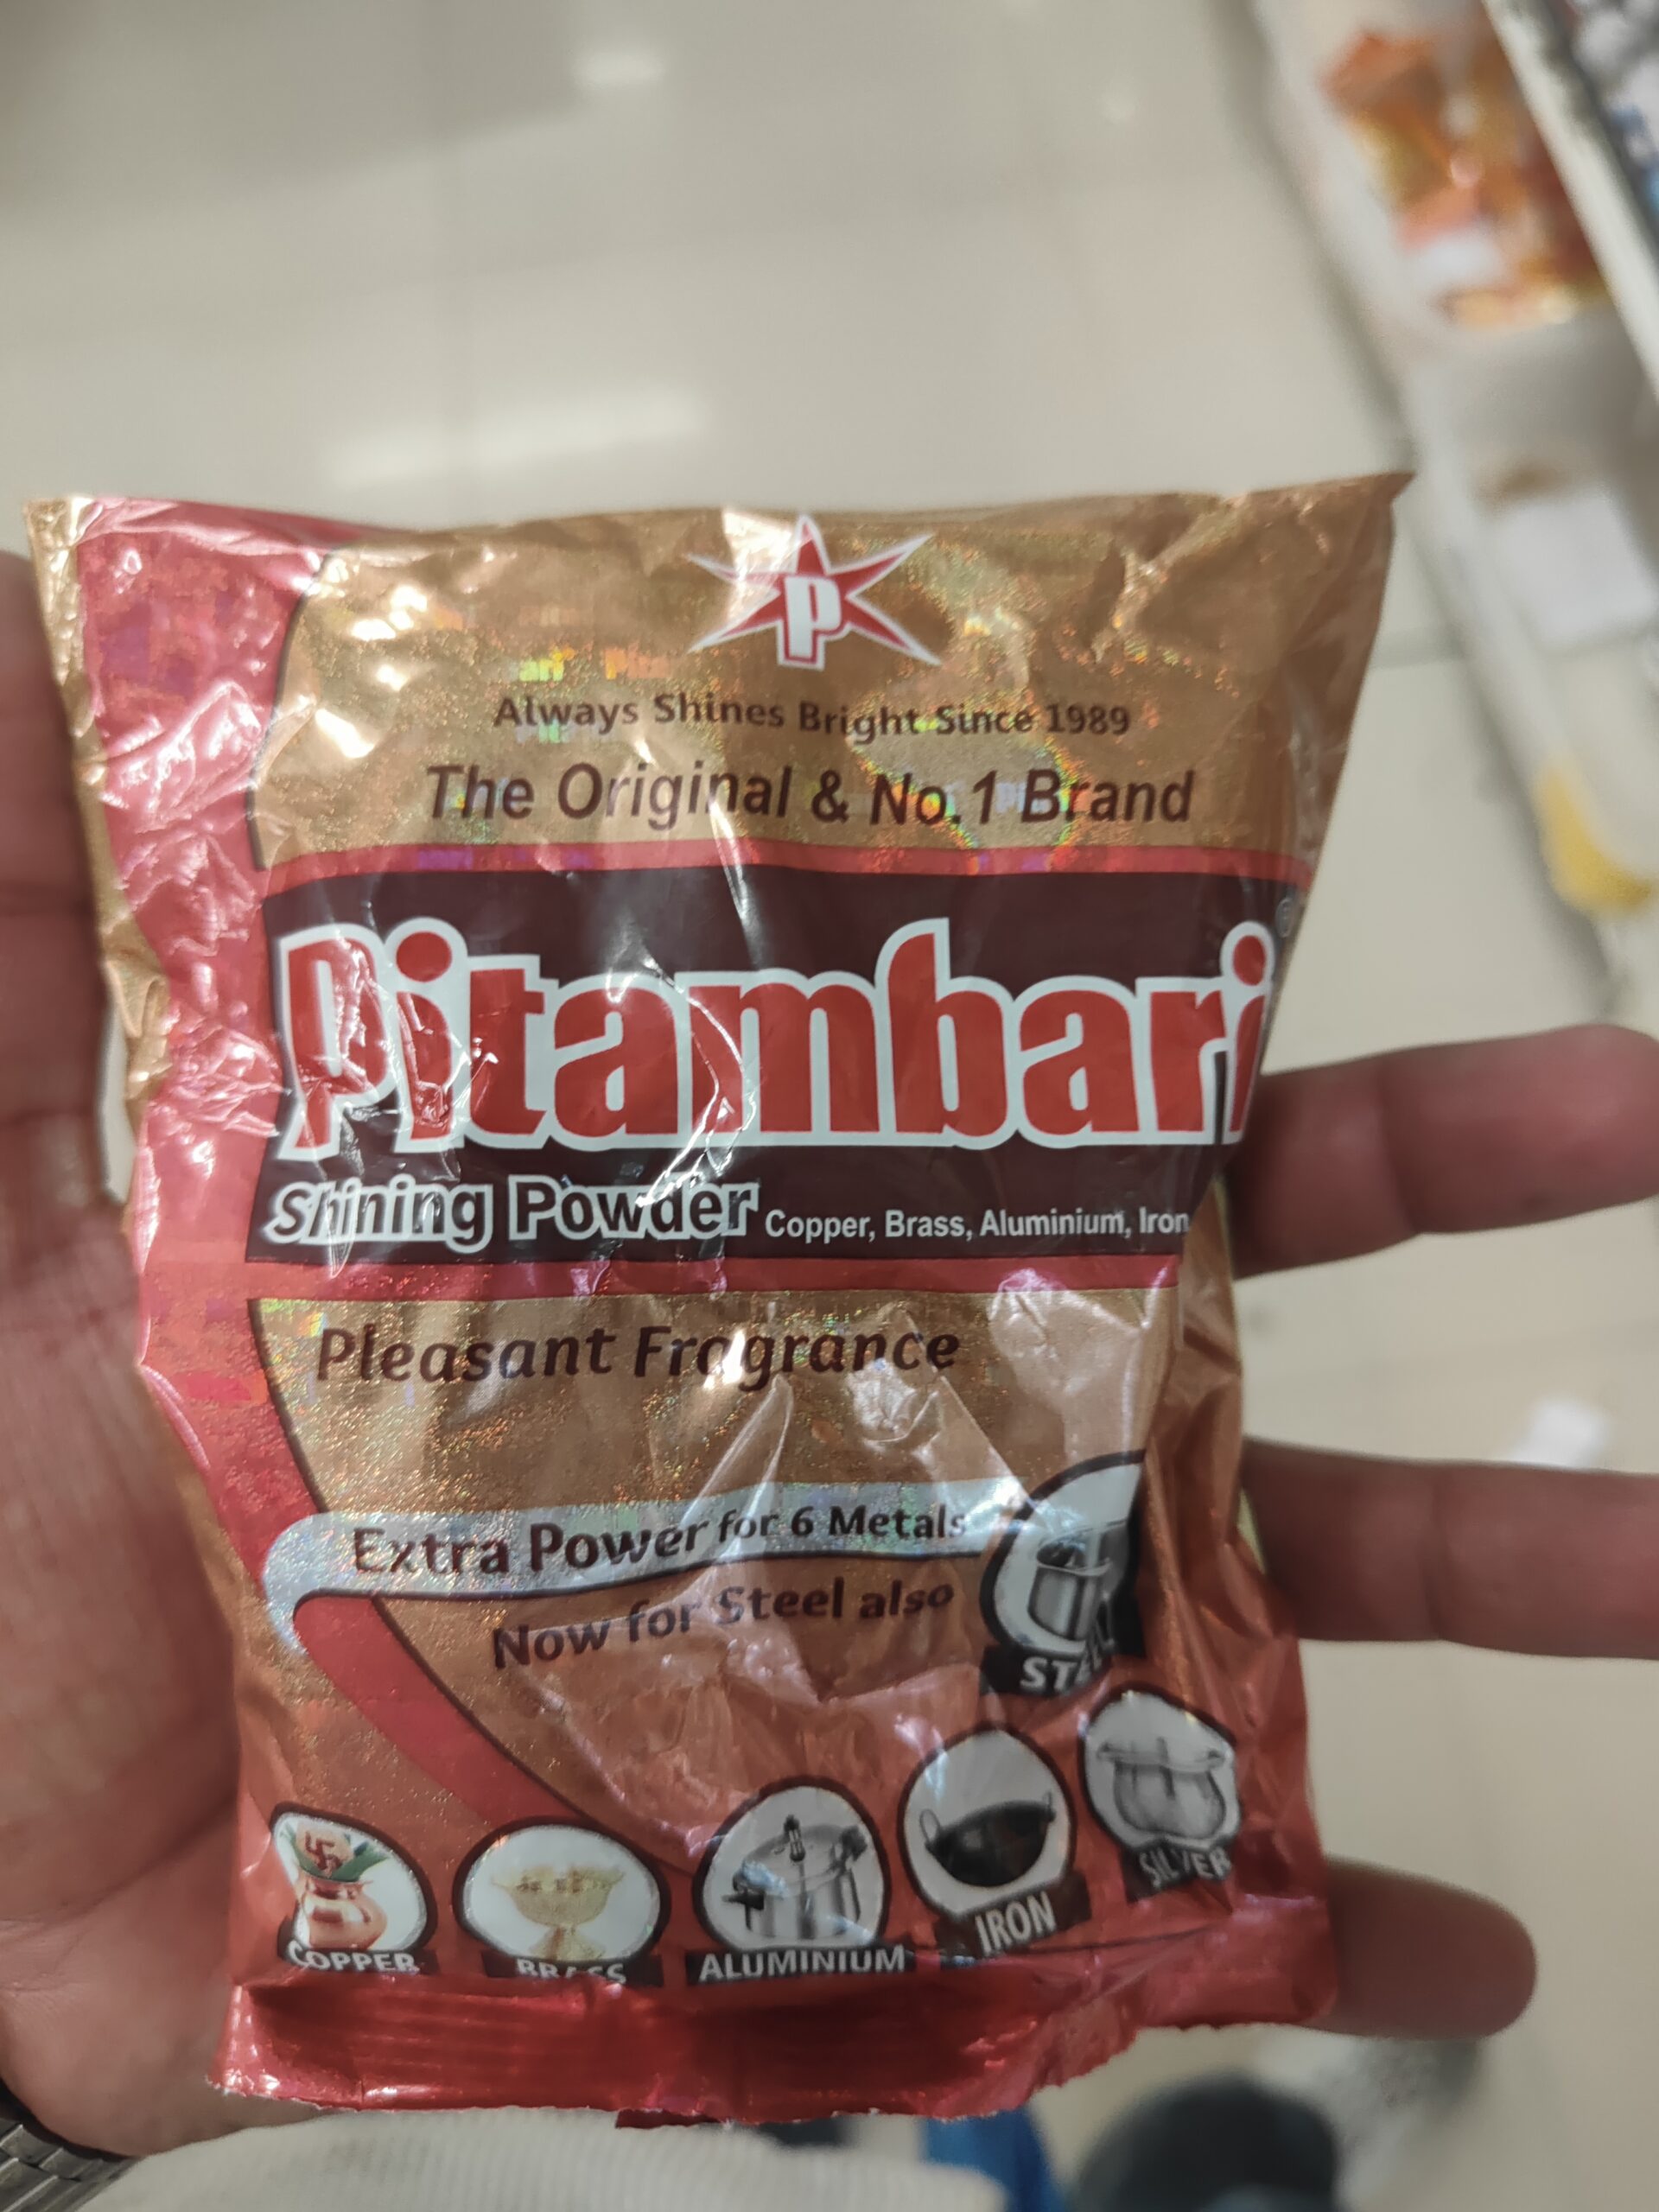 P
Always Shines Bright Since 1989
The Original & No.1 Brand
Pitambari
Shining Powder Copper, Brass, Aluminium, Iron
Pleasant Fragrance
Extra Power for 6 Metals
Now for Steel also
STEEL
COPPER
BRASS
ALUMINIUM
IRON
SILVER